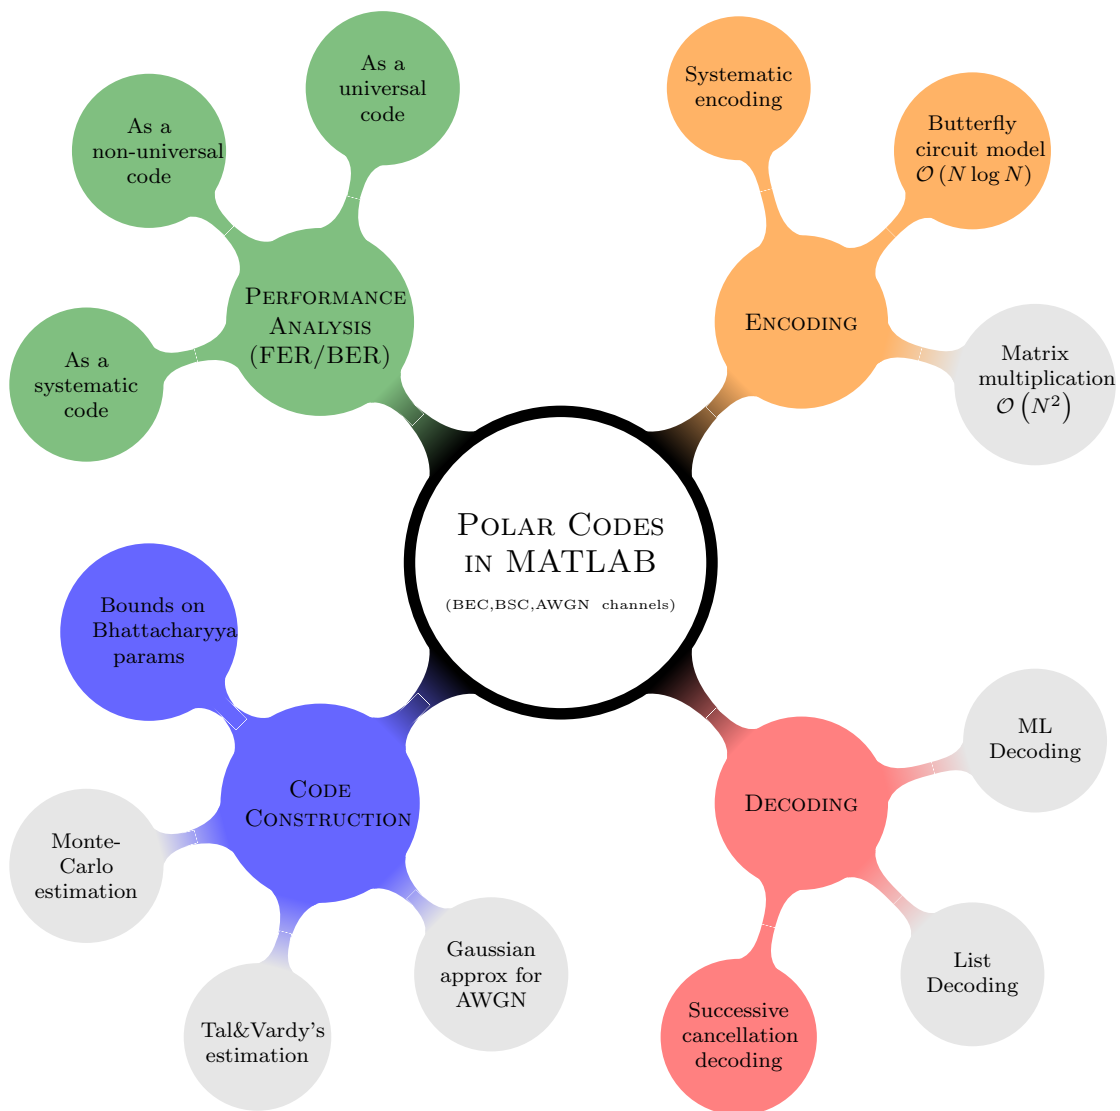 As a
universal
code
Systematic
encoding
As a
non-universal
code
Butterfly
circuit model
𝒪 (N log N)
Performance
Analysis
(FER/BER)
Encoding
As a
systematic
code
Matrix
multiplication
𝒪 (N²)
Polar Codes
in MATLAB
(BEC,BSC,AWGN channels)
Bounds on
Bhattacharyya
params
ML
Decoding
Code
Construction
Decoding
Monte-
Carlo
estimation
Gaussian
approx for
AWGN
List
Decoding
Tal&Vardy's
estimation
Successive
cancellation
decoding